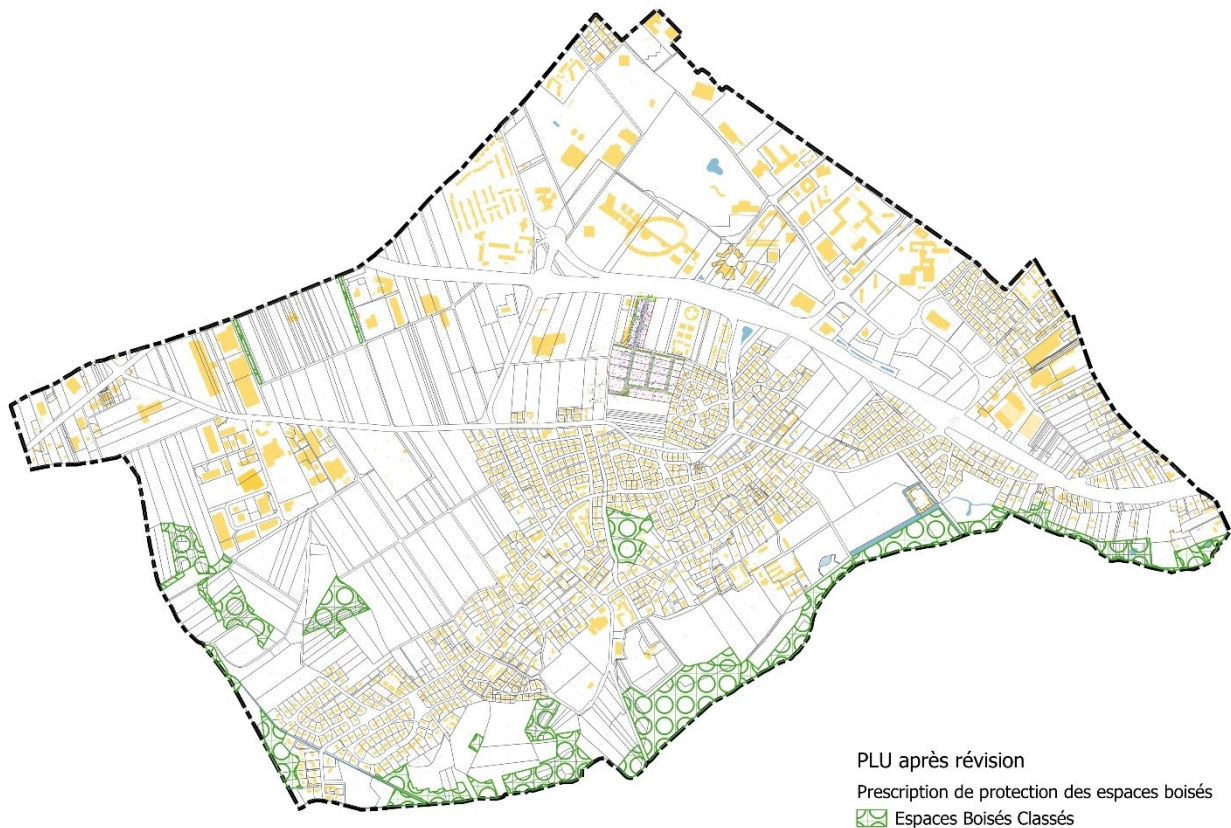 PLU après révision
Prescription de protection des espaces boisés
Espaces Boisés Classés